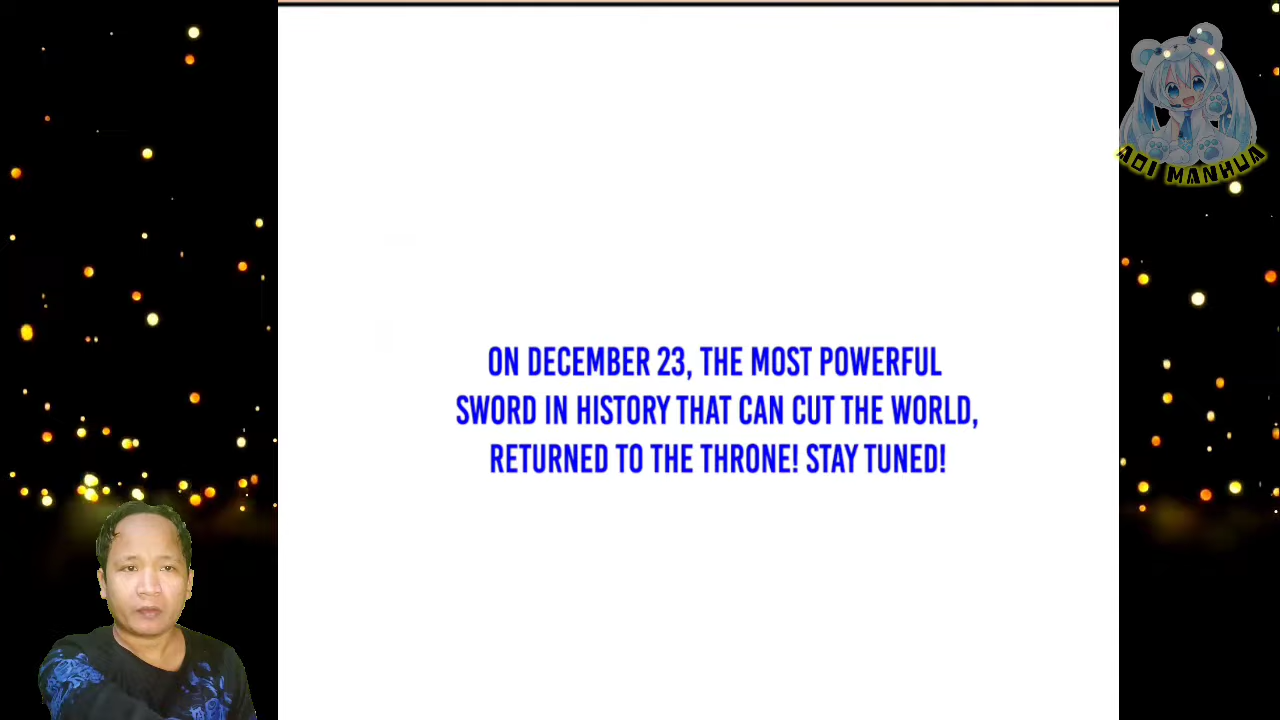 AOI MANHUA
ON DECEMBER 23, THE MOST POWERFUL
SWORD IN HISTORY THAT CAN CUT THE WORLD,
RETURNED TO THE THRONE! STAY TUNED!